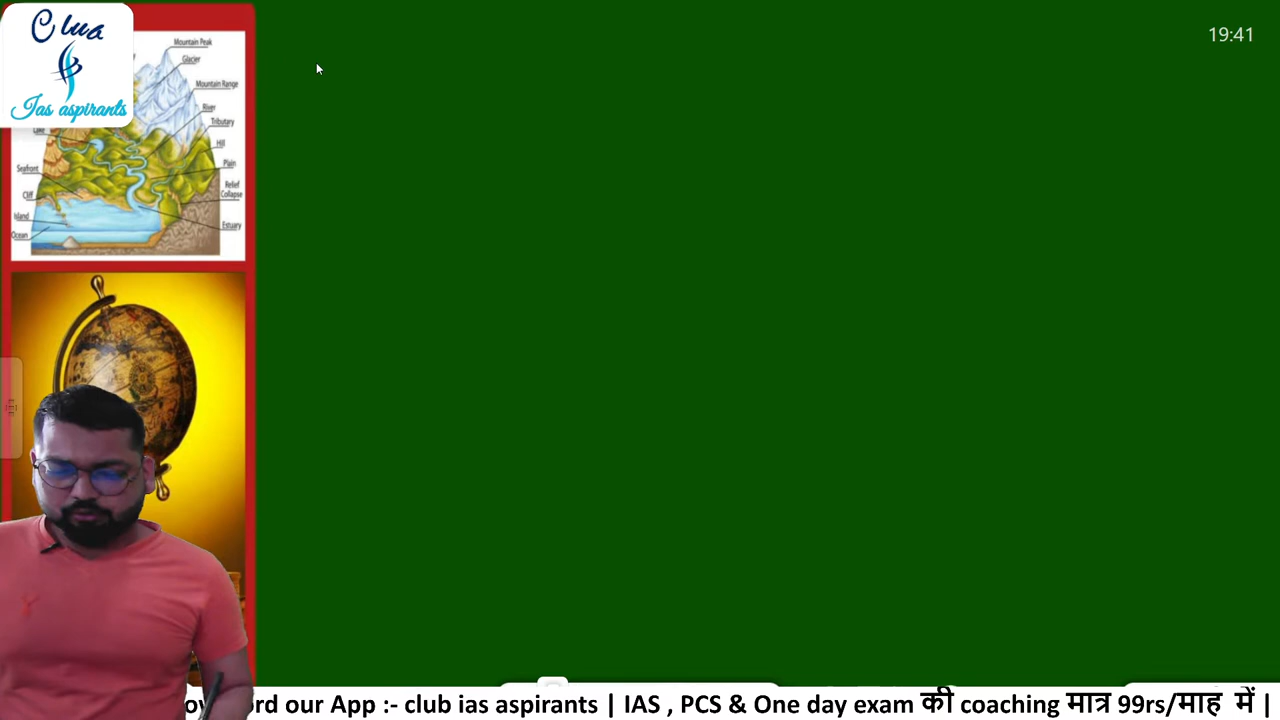 Clua
Ias aspirants
19:41
Mountain Peak
Glacier
Mountain Range
River
Tributary
Hill
Plain
Relief
Collapse
Estuary
Lake
Seafront
Cliff
Island
Ocean
our App :- club ias aspirants | IAS , PCS & One day exam की coaching मात्र 99rs/माह में |